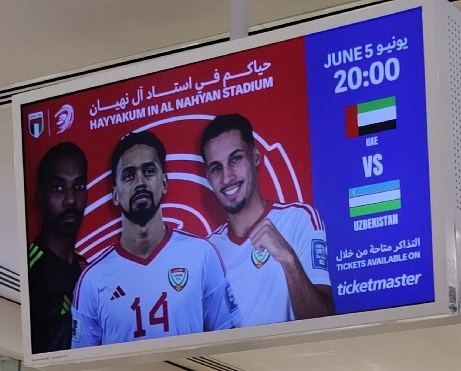 حياكم في إستاد آل نهيان
HAYYAKUM IN AL NAHYAN STADIUM
14
يونيو JUNE 5
20:00
UAE
VS
UZBEKISTAN
التذاكر متاحة من خلال
TICKETS AVAILABLE ON
ticketmaster